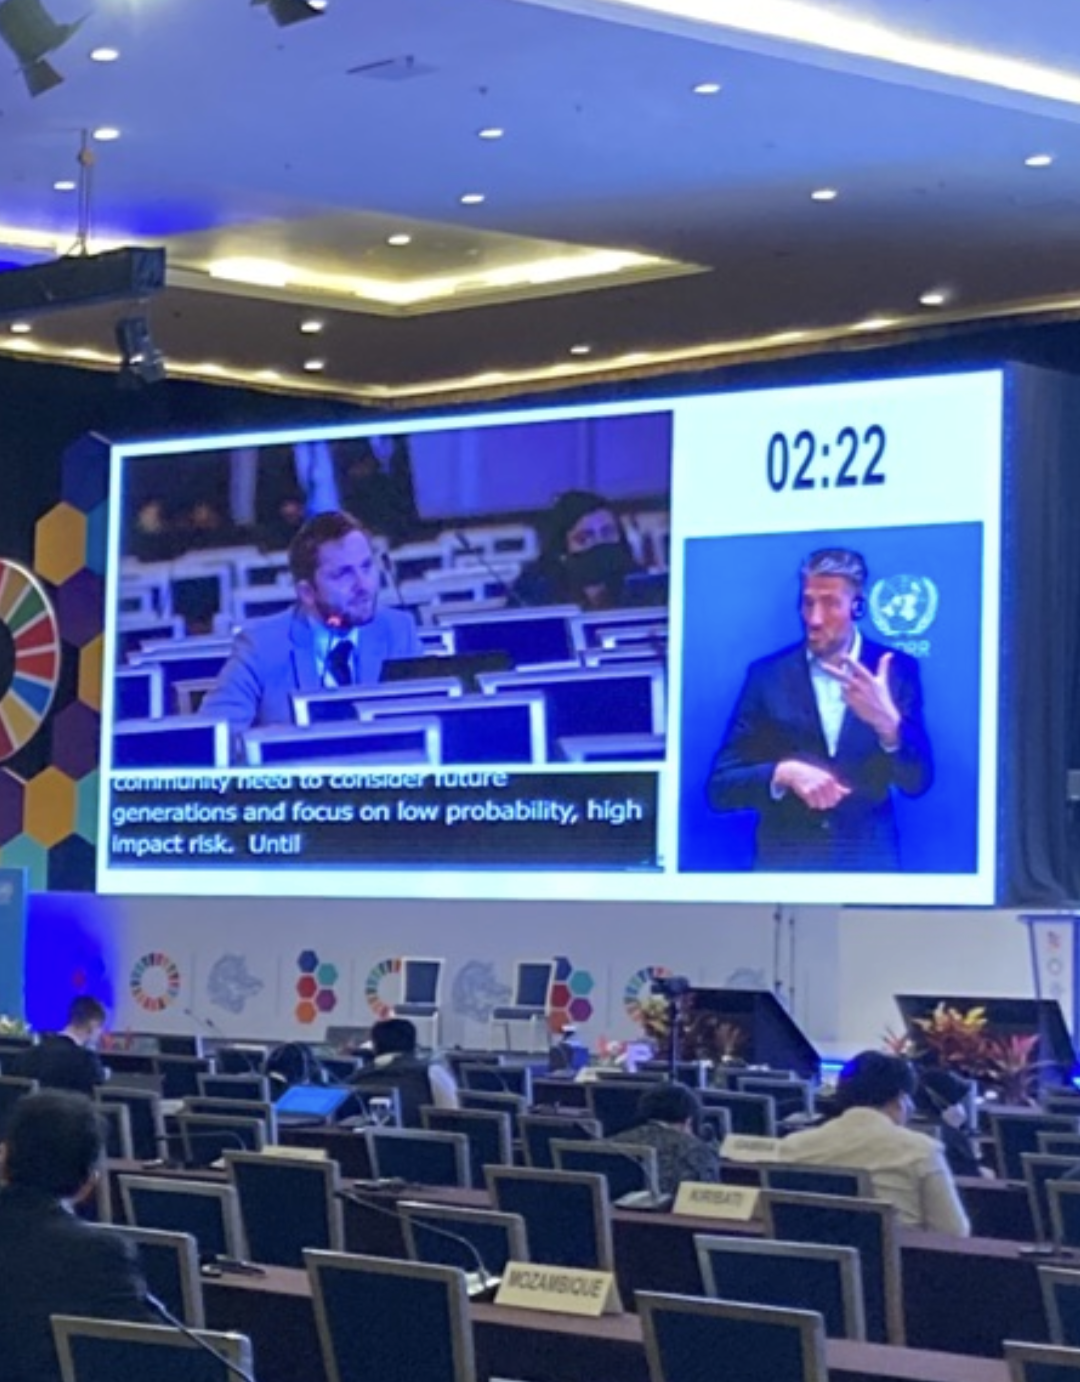 02:22
community need to consider future
generations and focus on low probability, high
impact risk.  Until
KIRIBATI
MOZAMBIQUE